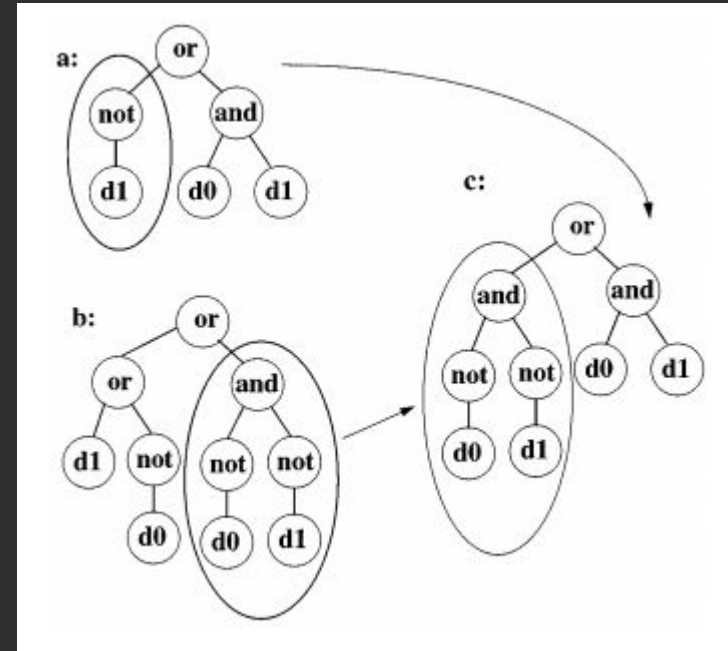 a:
or
not
and
d1
d0
d1
b:
or
or
and
d1
not
not
not
d0
d0
d1
c:
or
and
and
not
not
d0
d1
d0
d1